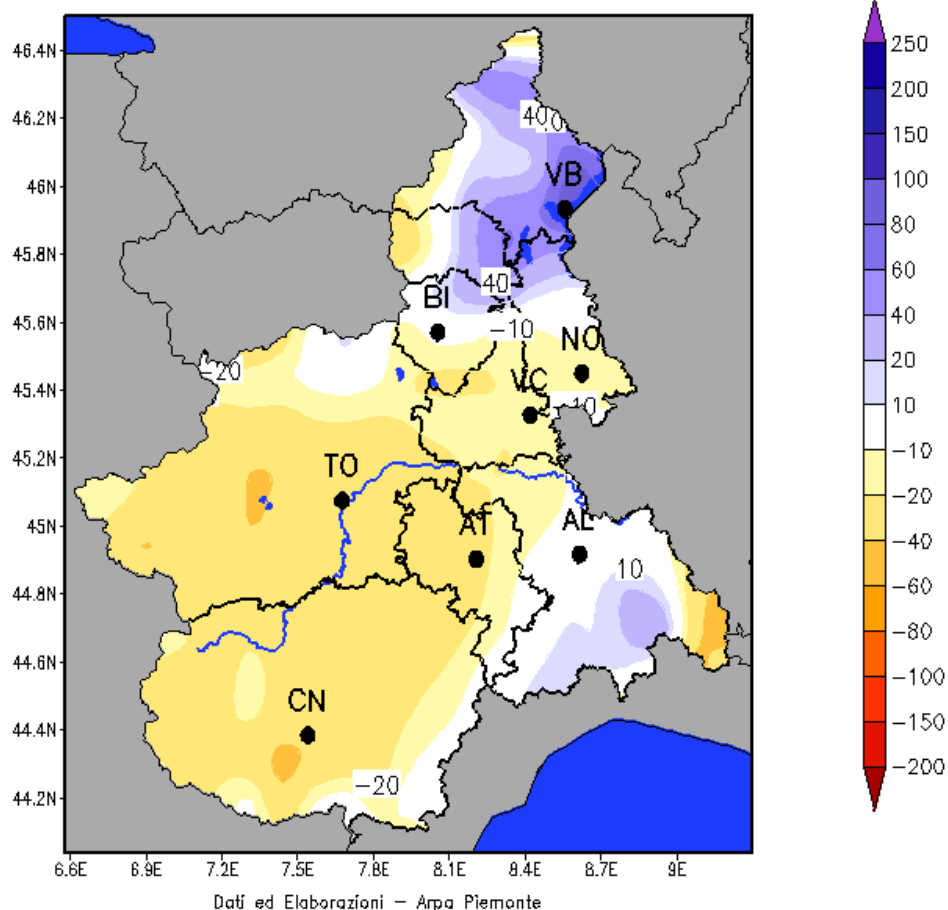 46.4N
46.2N
46N
45.8N
45.6N
45.4N
45.2N
45N
44.8N
44.6N
44.4N
44.2N
6.6E 6.9E 7.2E 7.5E 7.8E 8.1E 8.4E 8.7E 9E
40
VB
40
BI
-10
NO
-20
VC
TO
AT
AL
10
CN
-20
250
200
150
100
80
60
40
20
10
-10
-20
-40
-60
-80
-100
-150
-200
Dati ed Elaborazioni - Arpa Piemonte